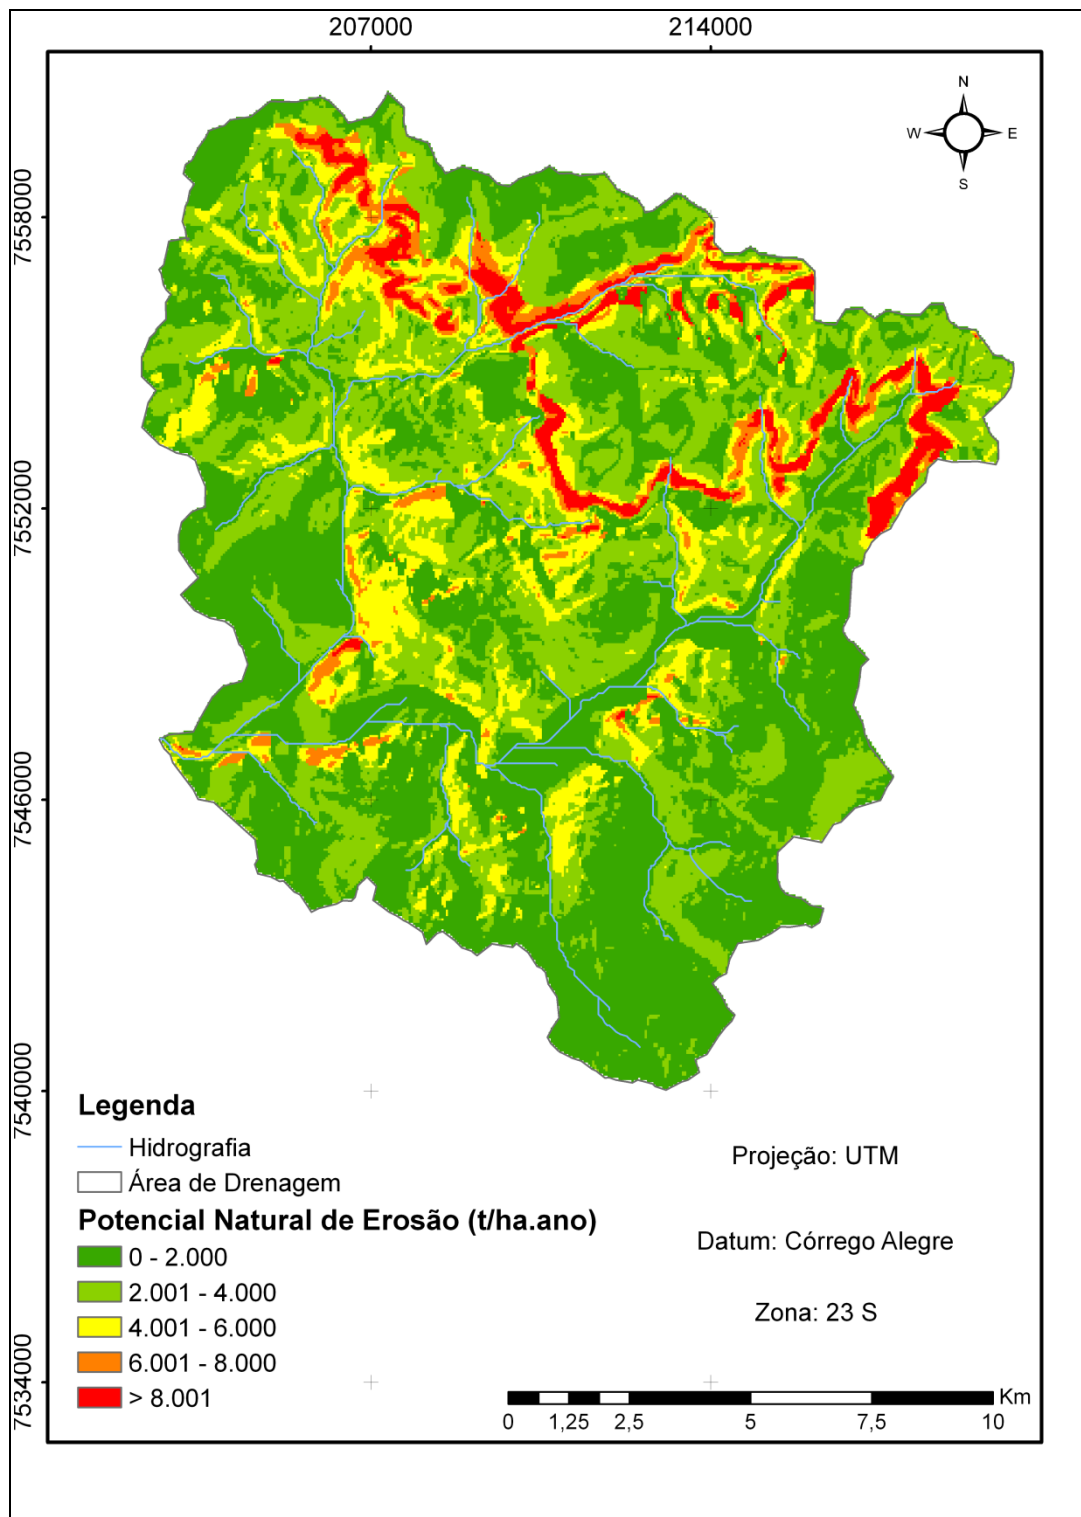 207000 214000
N
W E
S
7558000
7552000
7546000
7540000
7534000
Legenda
Hidrografia
Área de Drenagem
Potencial Natural de Erosão (t/ha.ano)
0 - 2.000
2.001 - 4.000
4.001 - 6.000
6.001 - 8.000
> 8.001
Projeção: UTM
Datum: Córrego Alegre
Zona: 23 S
Km
0 1,25 2,5 5 7,5 10